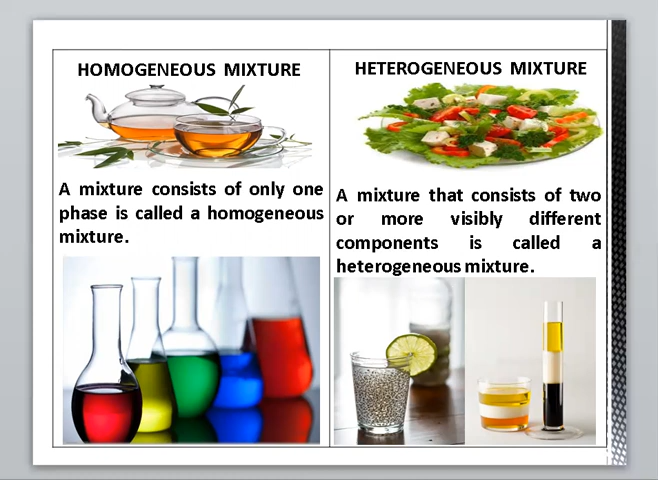 HOMOGENEOUS MIXTURE
A mixture consists of only one
phase is called a homogeneous
mixture.
HETEROGENEOUS MIXTURE
A mixture that consists of two
or more visibly different
components is called a
heterogeneous mixture.